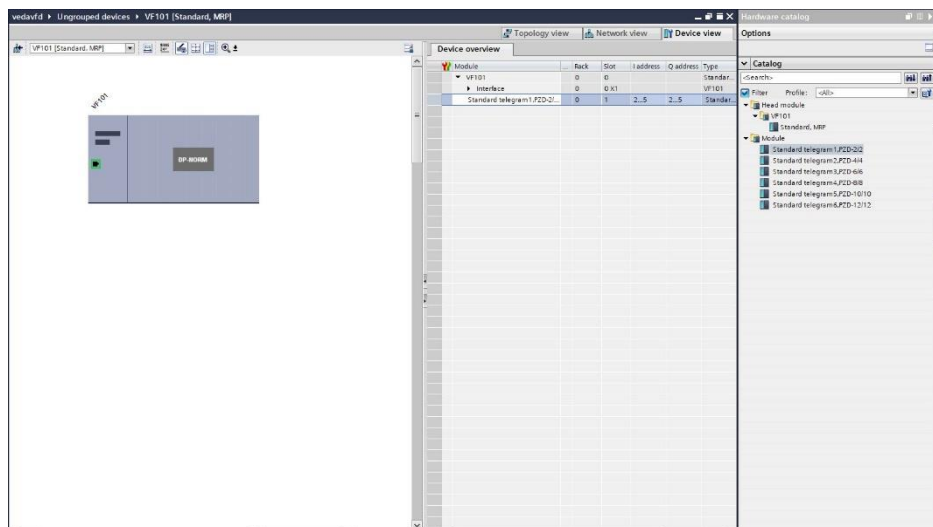 vedavfd ▸ Ungrouped devices ▸ VF101 [Standard, MRP]
Hardware catalog
Topology view
Network view
Device view
Options
VF101 [Standard, MRP]
Device overview
Module ... Rack Slot I address Q address Type
VF101 0 0 Standar...
Interface 0 0 X1 VF101
Standard telegram1,PZD-2/... 0 1 2...5 2...5 Standar...
VF101
DP-NORM
Catalog
<Search>
Filter Profile: <All>
Head module
VF101
Standard, MRP
Module
Standard telegram1,PZD-2/2
Standard telegram2,PZD-4/4
Standard telegram3,PZD-6/6
Standard telegram4,PZD-8/8
Standard telegram5,PZD-10/10
Standard telegram6,PZD-12/12